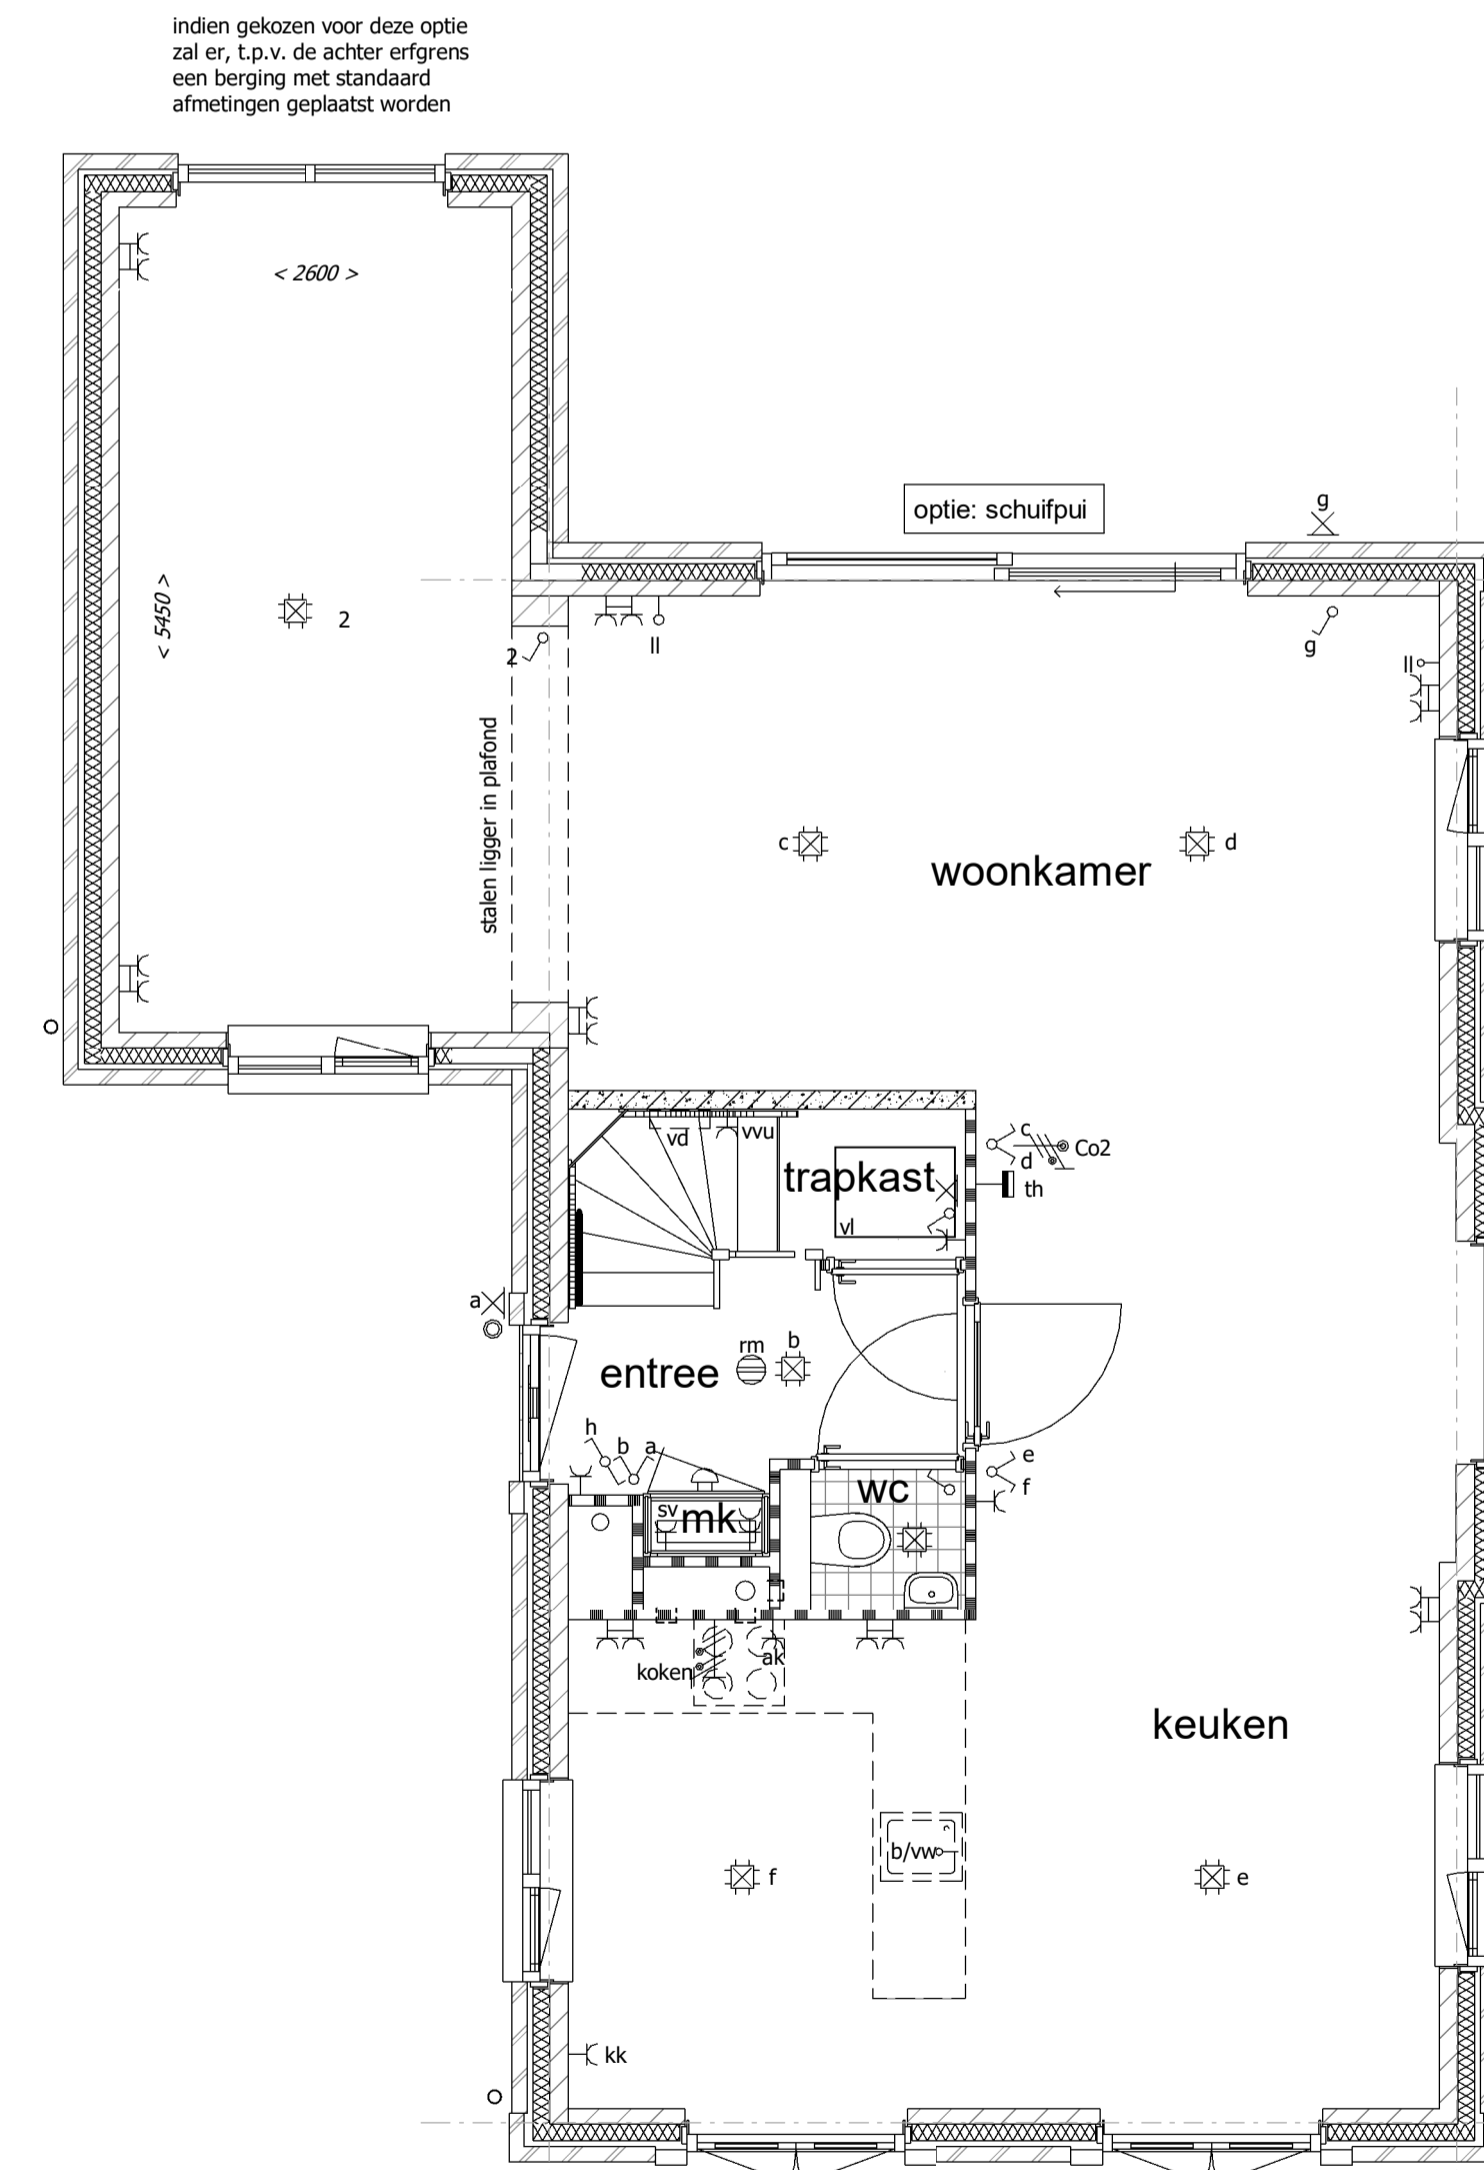 indien gekozen voor deze optie
zal er, t.p.v. de achter erfgrens
een berging met standaard
afmetingen geplaatst worden
< 2600 >
optie: schuifpui
g
< 5450 >
2
2
ll
g
ll
stalen ligger in plafond
c
d
woonkamer
vd
vvu
trapkast
vl
c
d
Co2
th
a
entree
rm
b
h
b
a
e
f
wc
sv
mk
koken
ak
keuken
b/vw
f
e
kk